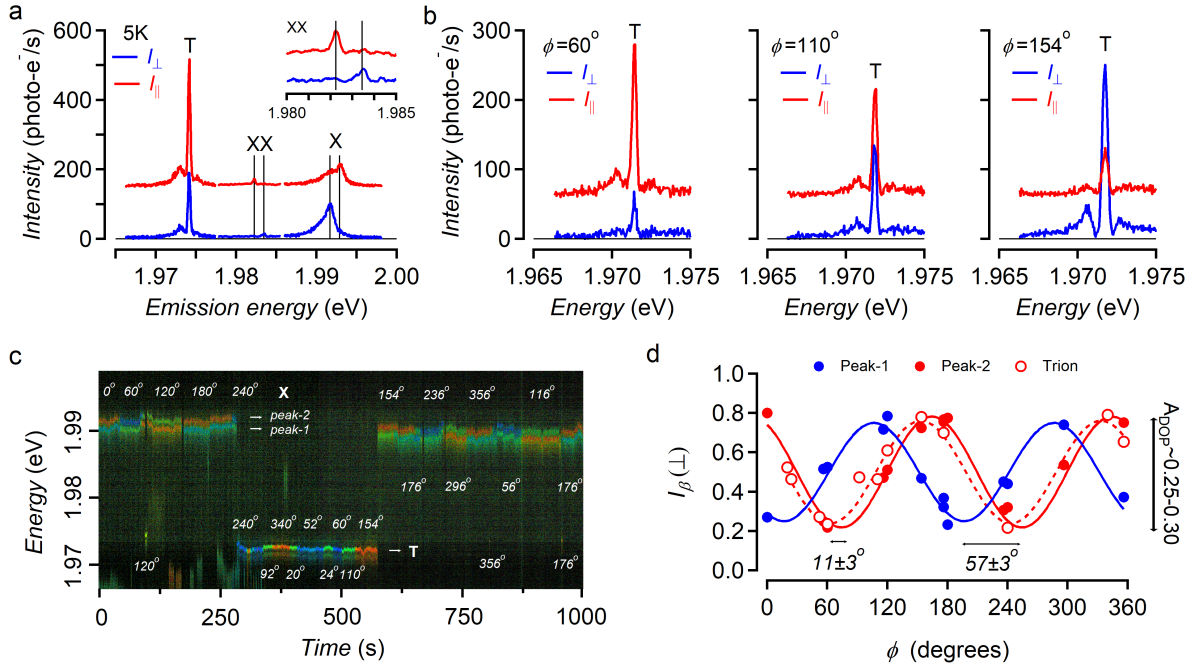 a
5K
T
I⊥
I||
XX
1.980
1.985
XX
X
600
400
200
0
Intensity (photo-e⁻/s)
1.97
1.98
1.99
2.00
Emission energy (eV)
b
300
200
100
0
Intensity (photo-e⁻/s)
ϕ=60°
T
I⊥
I||
1.965
1.970
1.975
Energy (eV)
ϕ=110°
T
I⊥
I||
1.965
1.970
1.975
Energy (eV)
ϕ=154°
T
I⊥
I||
1.965
1.970
1.975
Energy (eV)
c
0° 60° 120° 180° 240° X 154° 236° 356° 116°
→ peak-2
→ peak-1
176° 296° 56° 176°
240° 340° 52° 60° 154°
→ T
120° 92° 20° 24° 110° 356° 176°
1.99
1.98
1.97
Energy (eV)
0 250 500 750 1000
Time (s)
d
Peak-1 Peak-2 Trion
1.0
0.8
0.6
0.4
0.2
0.0
Iβ (⊥)
11±3°
57±3°
A_DOP~0.25-0.30
0 60 120 180 240 300 360
ϕ (degrees)